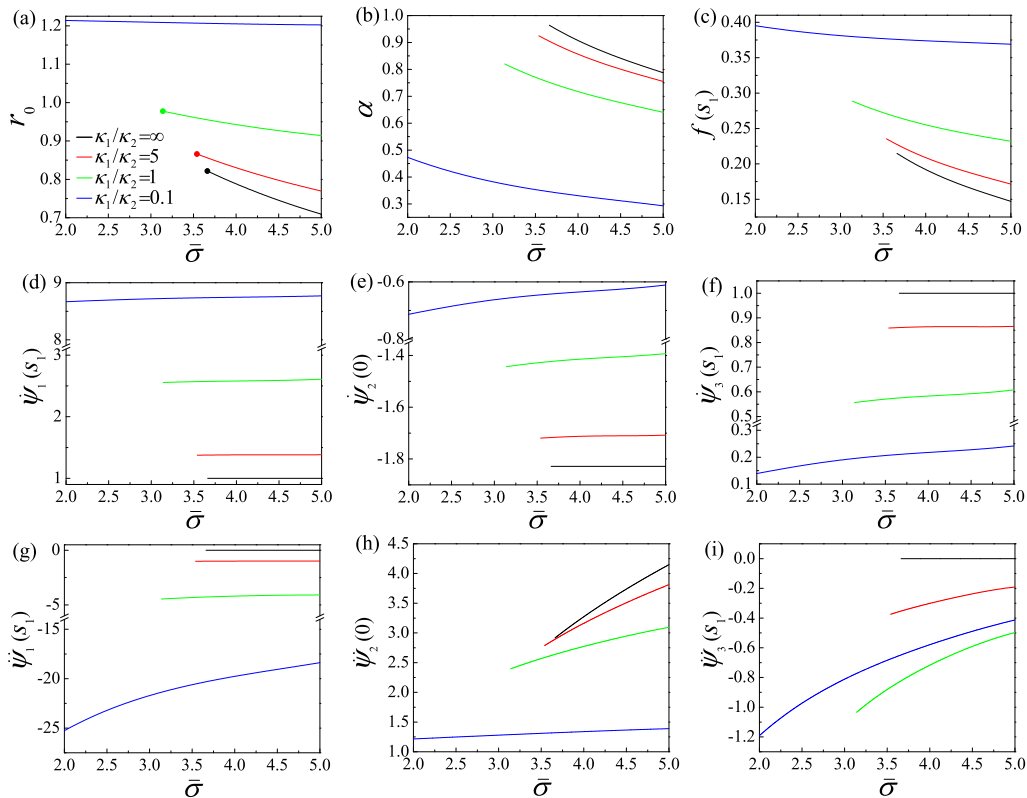 (a)
1.2
1.1
1.0
0.9
0.8
0.7
r₀
κ₁/κ₂=∞
κ₁/κ₂=5
κ₁/κ₂=1
κ₁/κ₂=0.1
2.0 2.5 3.0 3.5 4.0 4.5 5.0
σ̄
(b)
1.0
0.9
0.8
0.7
0.6
0.5
0.4
0.3
α
2.0 2.5 3.0 3.5 4.0 4.5 5.0
σ̄
(c)
0.40
0.35
0.30
0.25
0.20
0.15
f(s₁)
2.0 2.5 3.0 3.5 4.0 4.5 5.0
σ̄
(d)
9
8
3
2
1
ψ̇₁(s₁)
2.0 2.5 3.0 3.5 4.0 4.5 5.0
σ̄
(e)
-0.6
-0.8
-1.4
-1.6
-1.8
ψ̇₂(0)
2.0 2.5 3.0 3.5 4.0 4.5 5.0
σ̄
(f)
1.0
0.9
0.8
0.7
0.6
0.5
0.2
0.1
ψ̇₃(s₁)
2.0 2.5 3.0 3.5 4.0 4.5 5.0
σ̄
(g)
0
-5
-20
-25
ψ̈₁(s₁)
2.0 2.5 3.0 3.5 4.0 4.5 5.0
σ̄
(h)
4.5
4.0
3.5
3.0
2.5
2.0
1.5
1.0
ψ̈₂(0)
2.0 2.5 3.0 3.5 4.0 4.5 5.0
σ̄
(i)
0.0
-0.2
-0.4
-0.6
-0.8
-1.0
-1.2
ψ̈₃(s₁)
2.0 2.5 3.0 3.5 4.0 4.5 5.0
σ̄